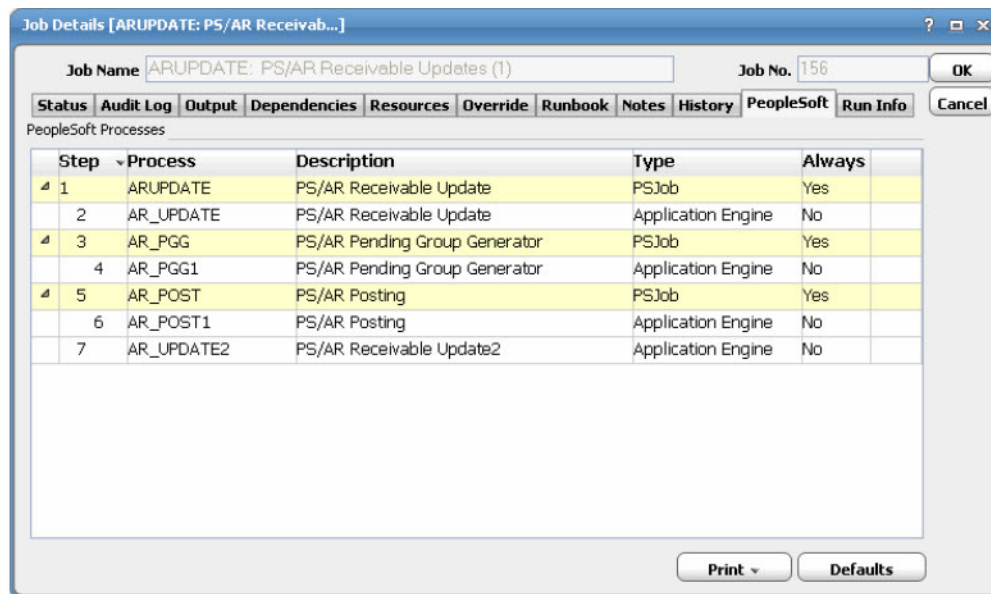 Job Details [ARUPDATE: PS/AR Receivab...] ?
Job Name ARUPDATE: PS/AR Receivable Updates (1) Job No. 156 OK
Status Audit Log Output Dependencies Resources Override Runbook Notes History PeopleSoft Run Info Cancel
PeopleSoft Processes
Step Process Description Type Always
1 ARUPDATE PS/AR Receivable Update PSJob Yes
2 AR_UPDATE PS/AR Receivable Update Application Engine No
3 AR_PGG PS/AR Pending Group Generator PSJob Yes
4 AR_PGG1 PS/AR Pending Group Generator Application Engine No
5 AR_POST PS/AR Posting PSJob Yes
6 AR_POST1 PS/AR Posting Application Engine No
7 AR_UPDATE2 PS/AR Receivable Update2 Application Engine No
Print Defaults